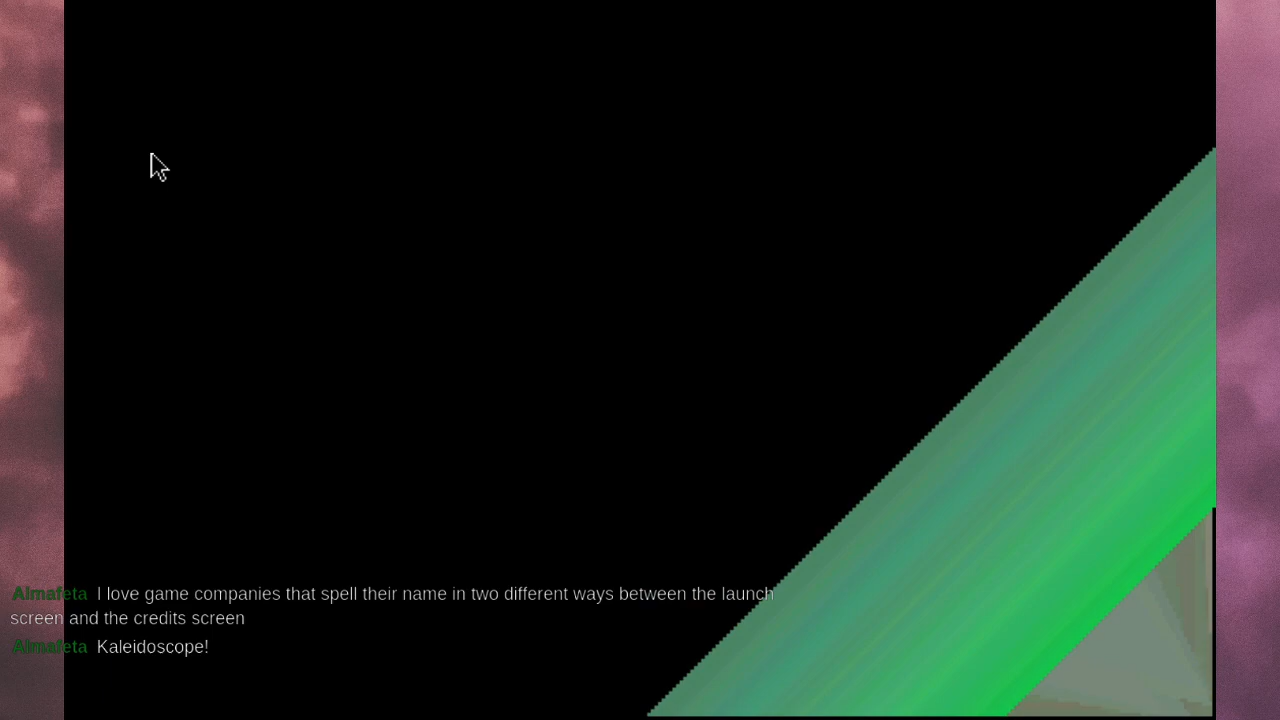 Almafeta I love game companies that spell their name in two different ways between the launch
screen and the credits screen
Almafeta Kaleidoscope!